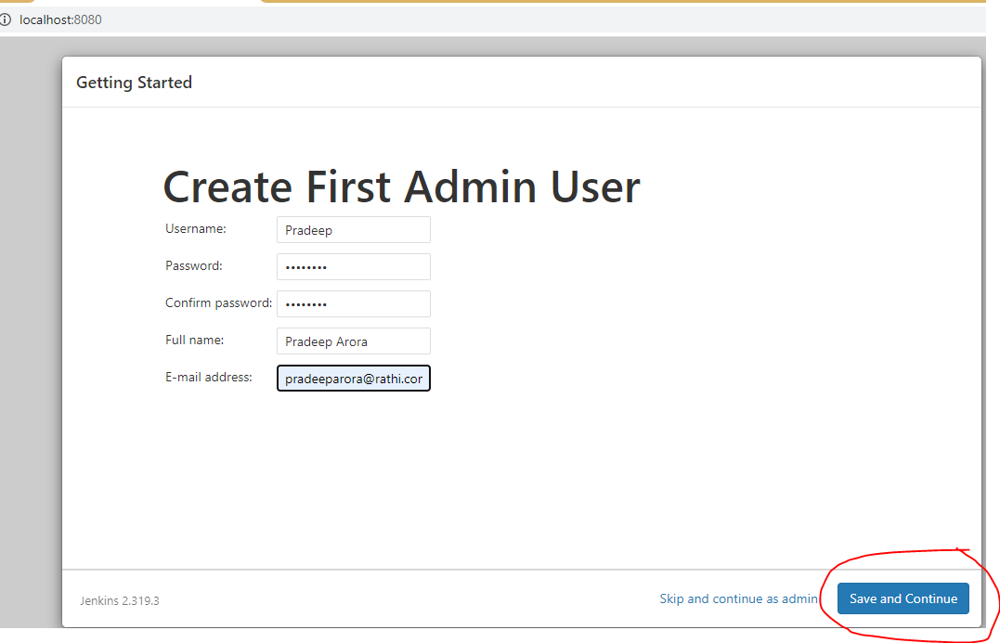 localhost:8080
Getting Started
Create First Admin User
Username: Pradeep
Password: ••••••••
Confirm password: ••••••••
Full name: Pradeep Arora
E-mail address: pradeeparora@rathi.cor
Jenkins 2.319.3 Skip and continue as admin Save and Continue